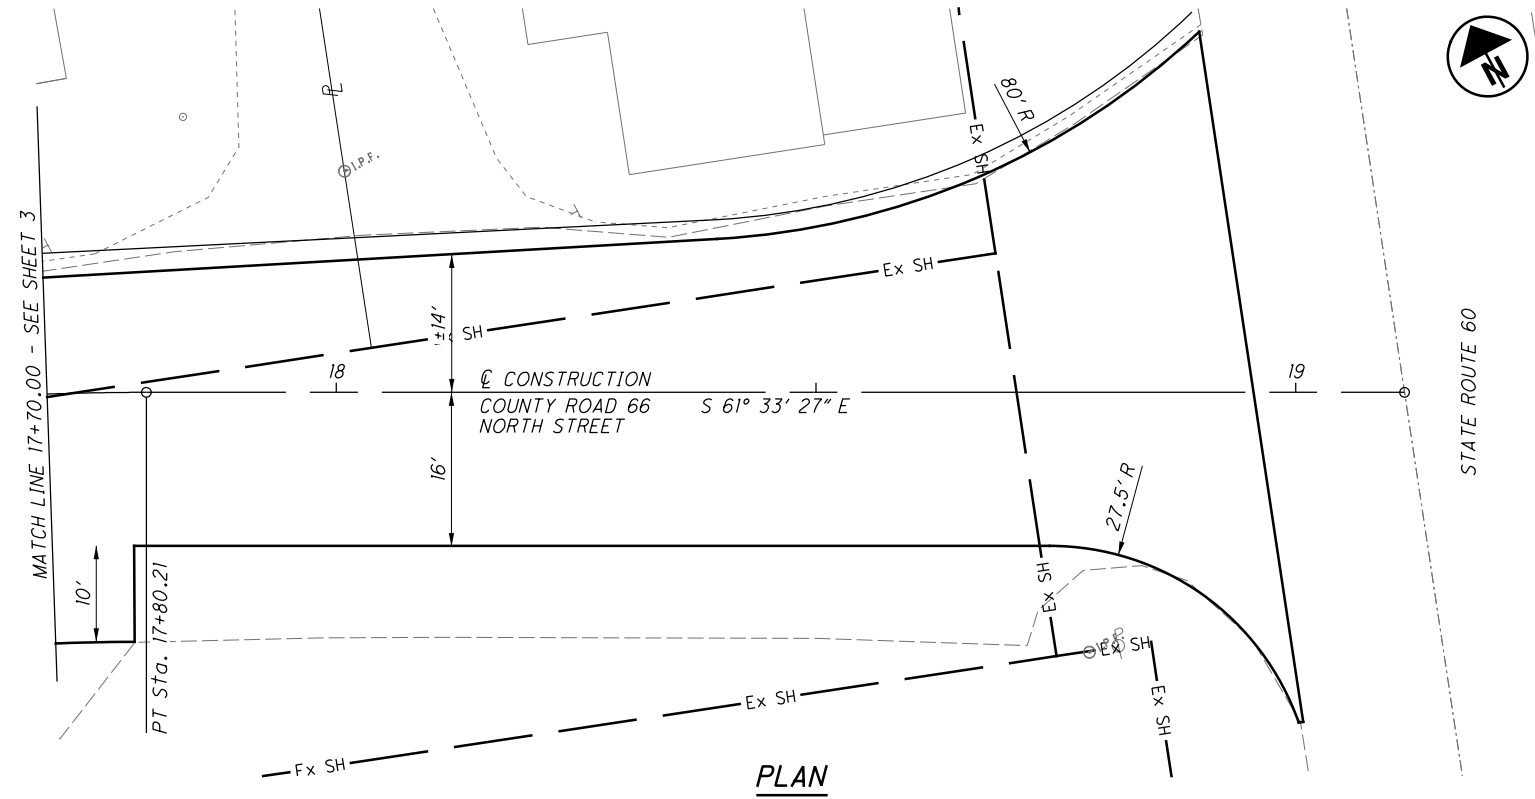 N
℄
I.P.F.
80' R
Ex SH
MATCH LINE 17+70.00 - SEE SHEET 3
Ex SH
±14'
SH
18
℄ CONSTRUCTION
19
COUNTY ROAD 66 S 61° 33' 27" E
NORTH STREET
STATE ROUTE 60
16'
27.5' R
10'
PT Sta. 17+80.21
Ex SH
Ex SH
Ex SH
Ex SH
Ex SH
PLAN